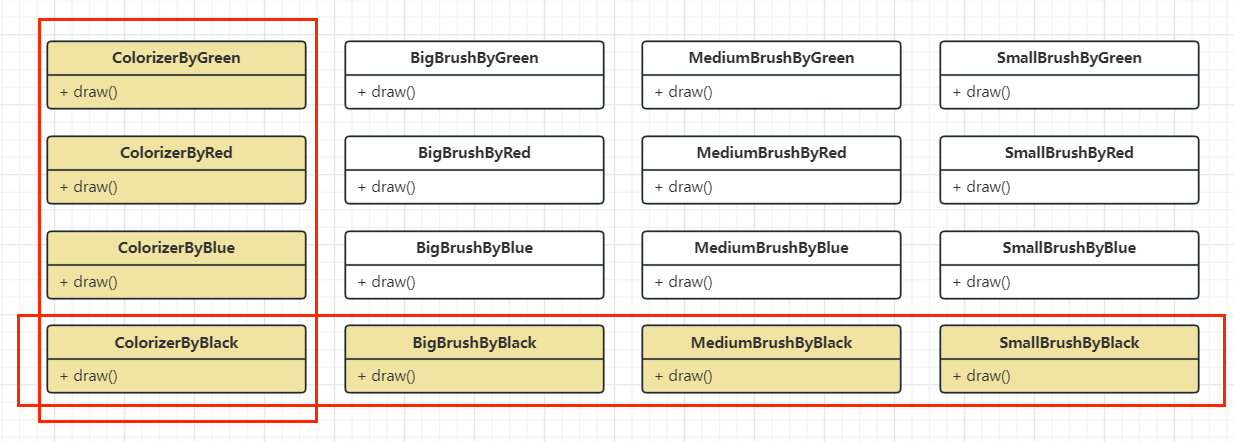 ColorizerByGreen BigBrushByGreen MediumBrushByGreen SmallBrushByGreen
+ draw() + draw() + draw() + draw()
ColorizerByRed BigBrushByRed MediumBrushByRed SmallBrushByRed
+ draw() + draw() + draw() + draw()
ColorizerByBlue BigBrushByBlue MediumBrushByBlue SmallBrushByBlue
+ draw() + draw() + draw() + draw()
ColorizerByBlack BigBrushByBlack MediumBrushByBlack SmallBrushByBlack
+ draw() + draw() + draw() + draw()